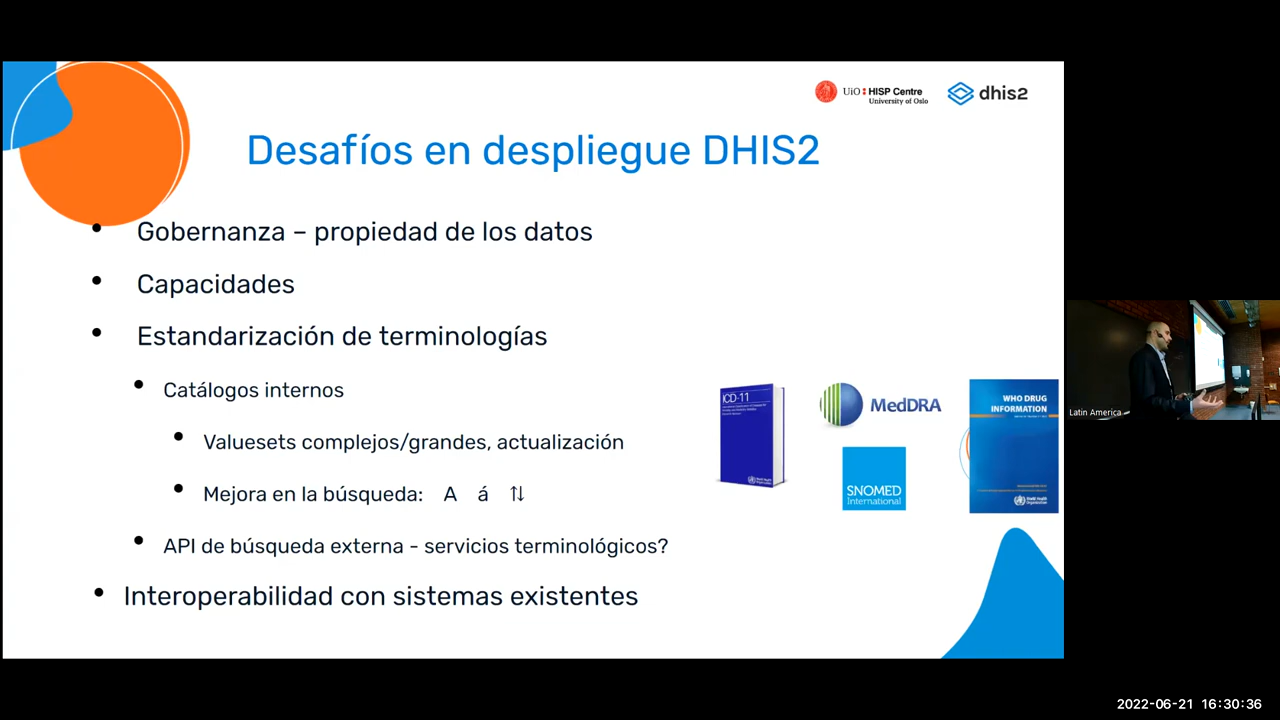 UiO HISP Centre
University of Oslo
dhis2
Desafíos en despliegue DHIS2
• Gobernanza – propiedad de los datos
• Capacidades
• Estandarización de terminologías
• Catálogos internos
• Valuesets complejos/grandes, actualización
• Mejora en la búsqueda: A á ⇅
• API de búsqueda externa - servicios terminológicos?
• Interoperabilidad con sistemas existentes
ICD-11
MedDRA
SNOMED
International
WHO DRUG
INFORMATION
Latin America
2022-06-21 16:30:36